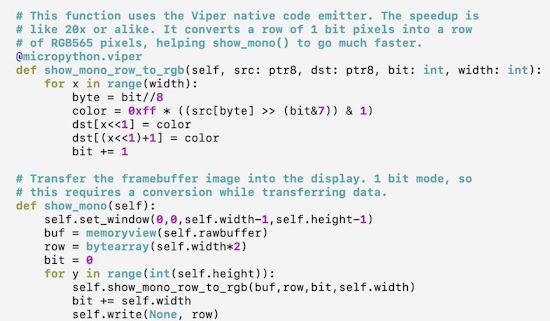 # This function uses the Viper native code emitter. The speedup is
# like 20x or alike. It converts a row of 1 bit pixels into a row
# of RGB565 pixels, helping show_mono() to go much faster.
@micropython.viper
def show_mono_row_to_rgb(self, src: ptr8, dst: ptr8, bit: int, width: int):
    for x in range(width):
        byte = bit//8
        color = 0xff * ((src[byte] >> (bit&7)) & 1)
        dst[x<<1] = color
        dst[(x<<1)+1] = color
        bit += 1

# Transfer the framebuffer image into the display. 1 bit mode, so
# this requires a conversion while transferring data.
def show_mono(self):
    self.set_window(0,0,self.width-1,self.height-1)
    buf = memoryview(self.rawbuffer)
    row = bytearray(self.width*2)
    bit = 0
    for y in range(int(self.height)):
        self.show_mono_row_to_rgb(buf,row,bit,self.width)
        bit += self.width
        self.write(None, row)